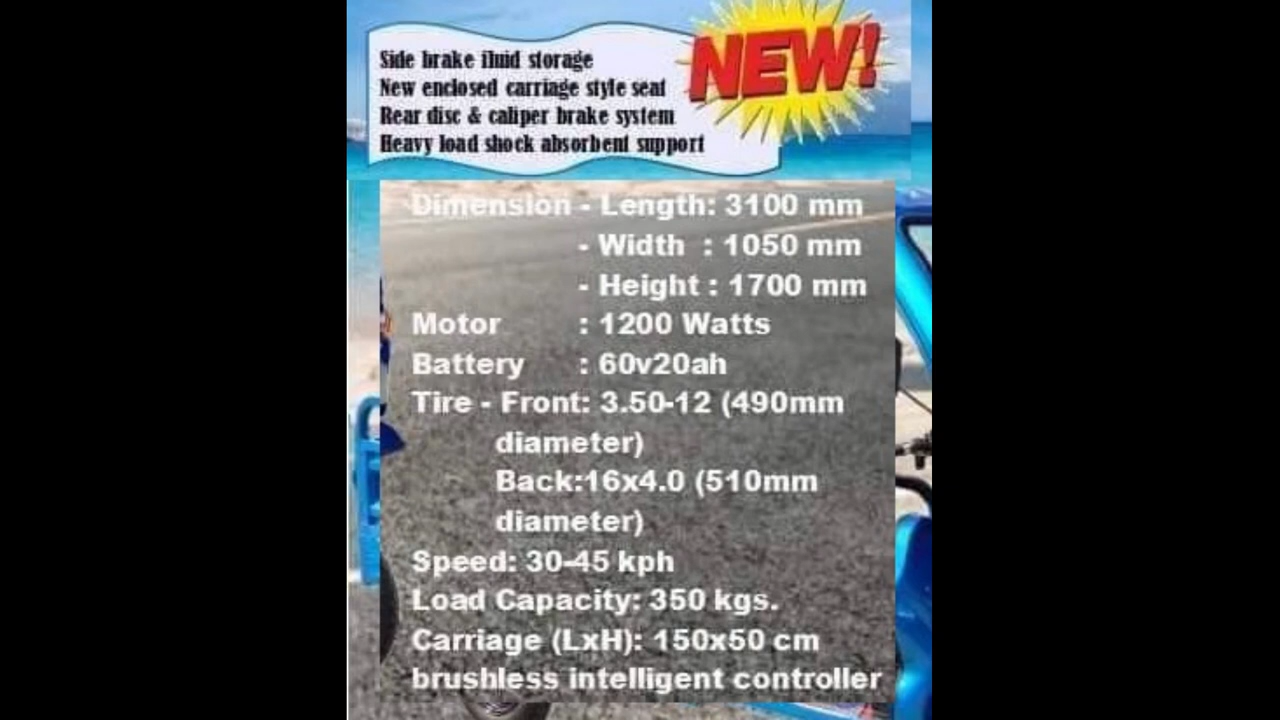 Side brake fluid storage
New enclosed carriage style seat
Rear disc & caliper brake system
Heavy load shock absorbent support
NEW!
Dimension - Length: 3100 mm
- Width : 1050 mm
- Height : 1700 mm
Motor : 1200 Watts
Battery : 60v20ah
Tire - Front: 3.50-12 (490mm
diameter)
Back:16x4.0 (510mm
diameter)
Speed: 30-45 kph
Load Capacity: 350 kgs.
Carriage (LxH): 150x50 cm
brushless intelligent controller